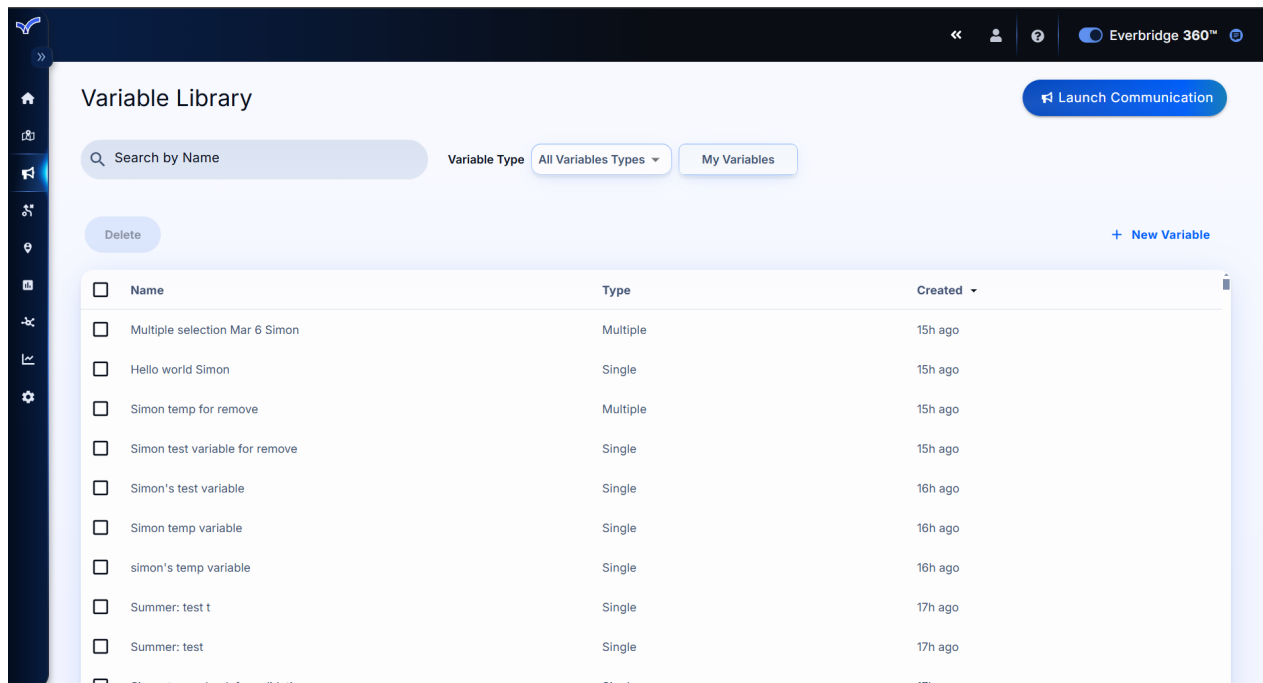 Everbridge 360™
Variable Library
Launch Communication
Search by Name
Variable Type
All Variables Types
My Variables
Delete
+ New Variable
Name Type Created
Multiple selection Mar 6 Simon Multiple 15h ago
Hello world Simon Single 15h ago
Simon temp for remove Multiple 15h ago
Simon test variable for remove Single 15h ago
Simon's test variable Single 16h ago
Simon temp variable Single 16h ago
simon's temp variable Single 16h ago
Summer: test t Single 17h ago
Summer: test Single 17h ago